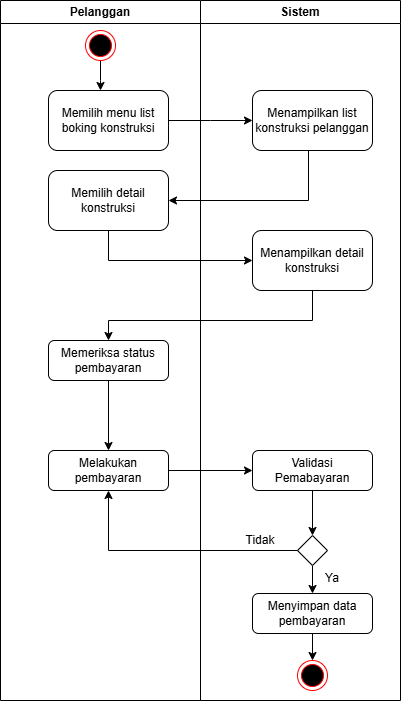 Pelanggan
Sistem
Memilih menu list
boking konstruksi
Menampilkan list
konstruksi pelanggan
Memilih detail
konstruksi
Menampilkan detail
konstruksi
Memeriksa status
pembayaran
Melakukan
pembayaran
Validasi
Pemabayaran
Tidak
Ya
Menyimpan data
pembayaran